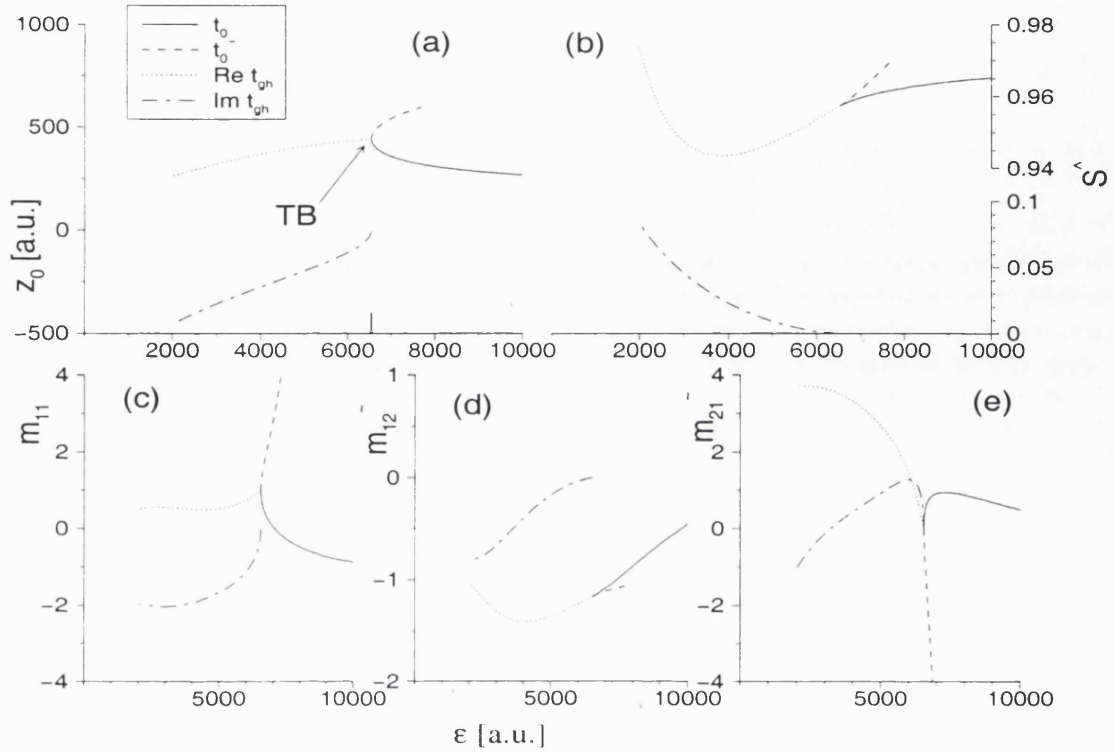 t₀
t₀⁻
Re t_gh
Im t_gh
(a)
(b)
1000
500
0
−500
z₀ [a.u.]
TB
2000
4000
6000
8000
10000
2000
4000
6000
8000
10000
0.98
0.96
0.94
0.1
0.05
0
Ŝ
(c)
m₁₁
4
2
0
−2
−4
5000
10000
(d)
m₁₂
1
0
−1
−2
5000
10000
(e)
m₂₁
4
2
0
−2
−4
5000
10000
ε [a.u.]